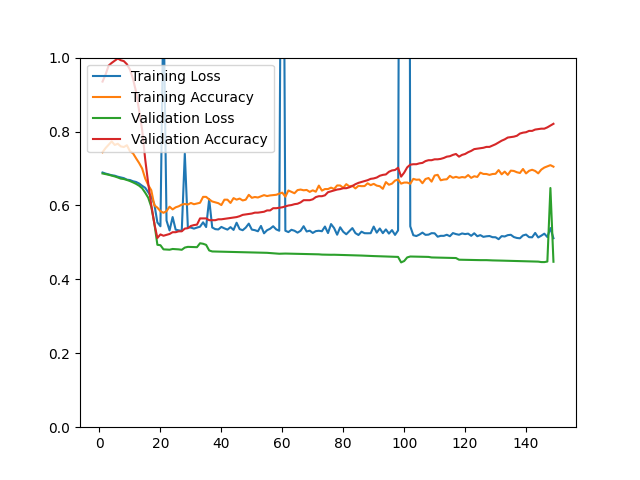 1.0
0.8
0.6
0.4
0.2
0.0
Training Loss
Training Accuracy
Validation Loss
Validation Accuracy
0 20 40 60 80 100 120 140